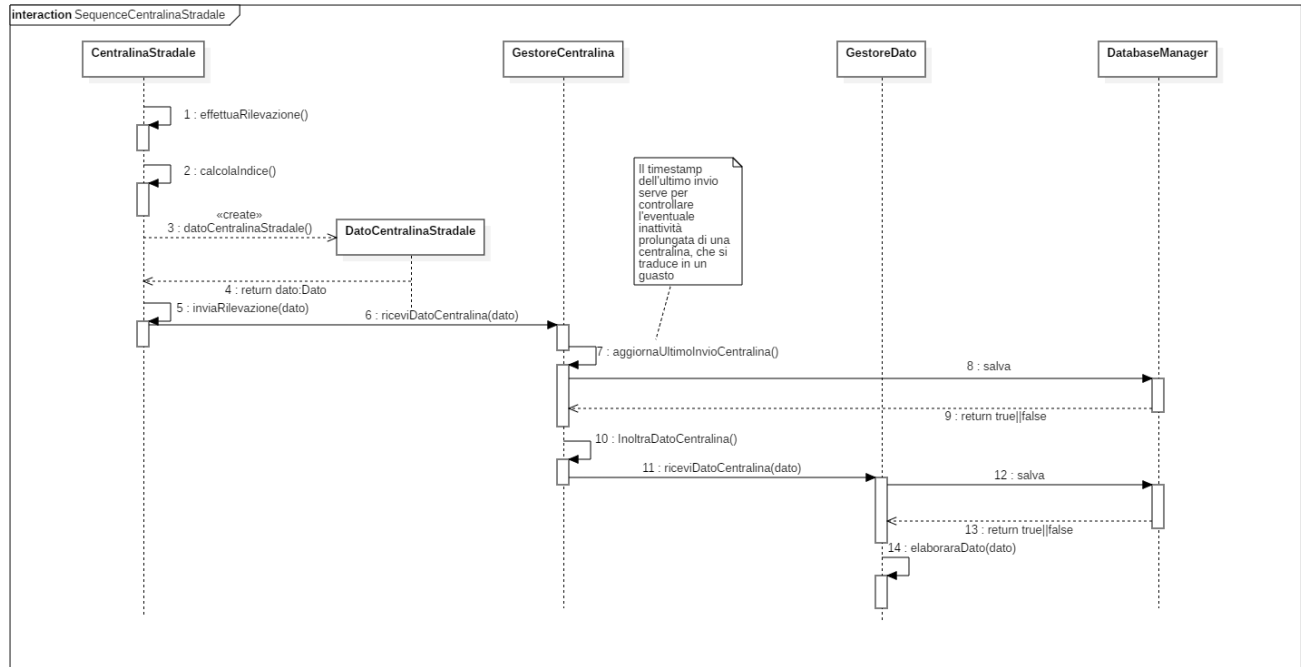 interaction SequenceCentralinaStradale
CentralinaStradale
GestoreCentralina
GestoreDato
DatabaseManager
1 : effettuaRilevazione()
2 : calcolaIndice()
Il timestamp
dell'ultimo invio
serve per
controllare
l'eventuale
inattività
prolungata di una
centralina, che si
traduce in un
guasto
«create»
3 : datoCentralinaStradale()
DatoCentralinaStradale
4 : return dato:Dato
5 : inviaRilevazione(dato)
6 : riceviDatoCentralina(dato)
7 : aggiornaUltimoInvioCentralina()
8 : salva
9 : return true||false
10 : InoltraDatoCentralina()
11 : riceviDatoCentralina(dato)
12 : salva
13 : return true||false
14 : elaboraraDato(dato)